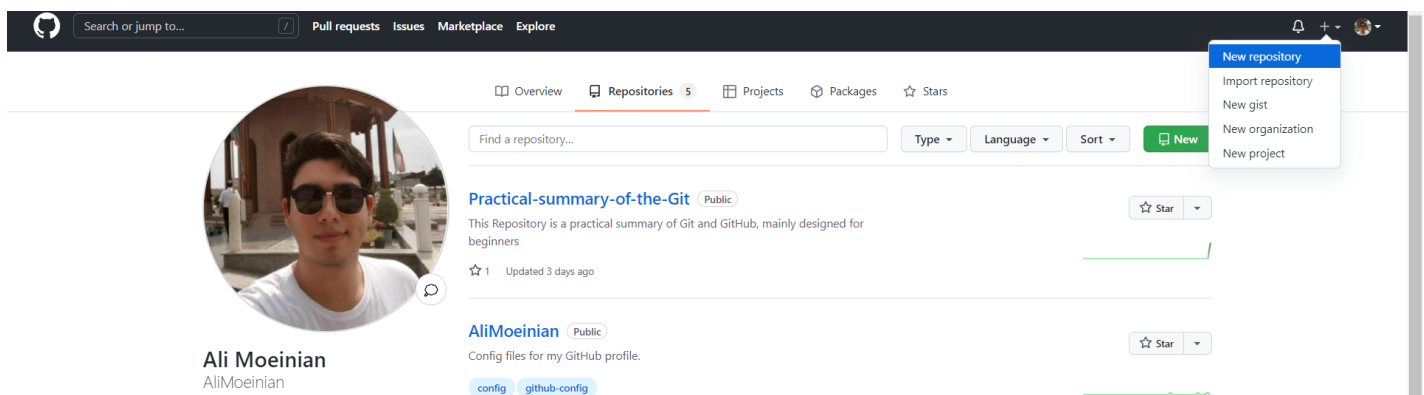 Search or jump to... / Pull requests Issues Marketplace Explore
New repository
Import repository
New gist
New organization
New project
Overview Repositories 5 Projects Packages Stars
Find a repository... Type Language Sort New
Practical-summary-of-the-Git Public
Star
This Repository is a practical summary of Git and GitHub, mainly designed for
beginners
1 Updated 3 days ago
AliMoeinian Public
Star
Config files for my GitHub profile.
config github-config
Ali Moeinian
AliMoeinian